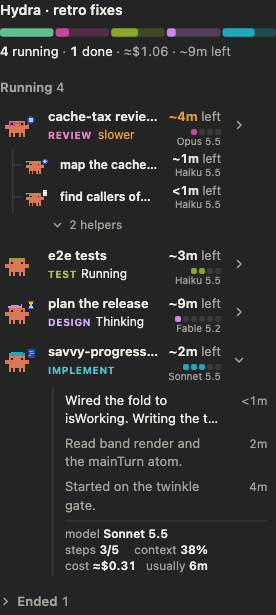 Hydra · retro fixes
4 running · 1 done · ≈$1.06 · ~9m left
Running 4
cache-tax revie... ~4m left
REVIEW slower Opus 5.5
map the cache... ~1m left
Haiku 5.5
find callers of... <1m left
Haiku 5.5
2 helpers
e2e tests ~3m left
TEST Running Haiku 5.5
plan the release ~9m left
DESIGN Thinking Fable 5.2
savvy-progress... ~2m left
IMPLEMENT Sonnet 5.5
Wired the fold to <1m
isWorking. Writing the t...
Read band render and 2m
the mainTurn atom.
Started on the twinkle 4m
gate.
model Sonnet 5.5
steps 3/5 context 38%
cost ≈$0.31 usually 6m
Ended 1